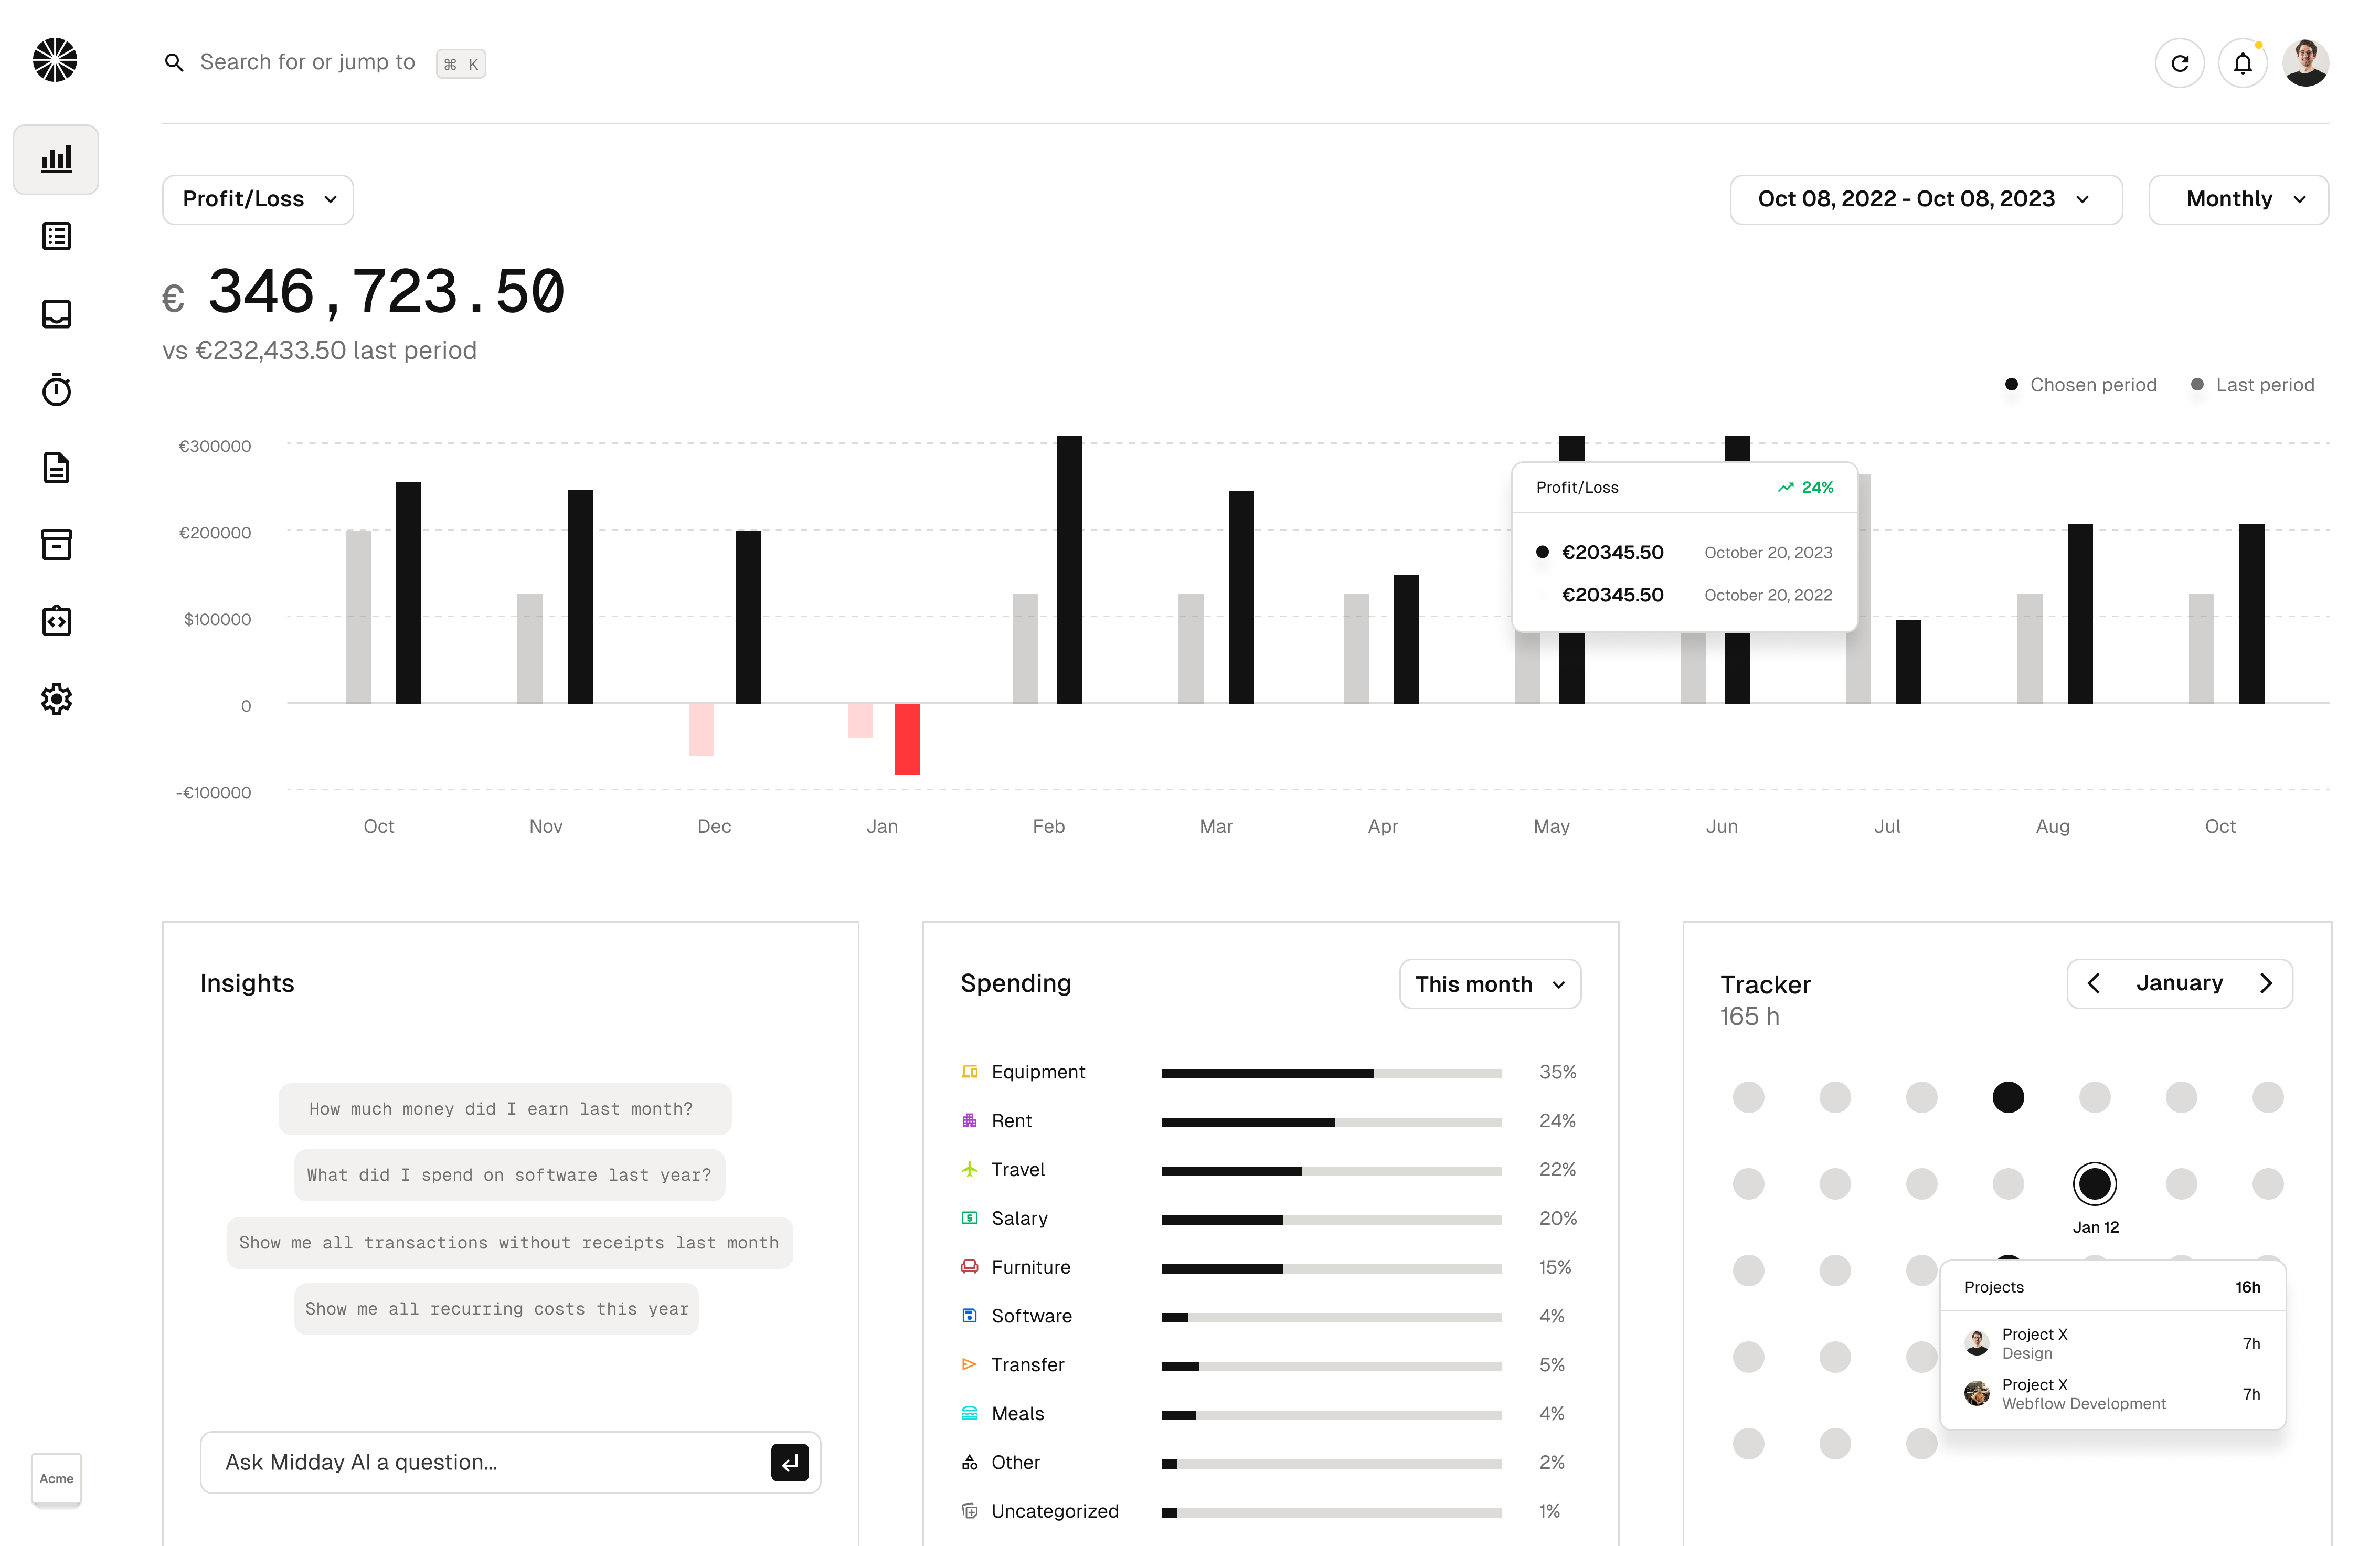 Search for or jump to ⌘ K
Profit/Loss
Oct 08, 2022 - Oct 08, 2023
Monthly
€ 346,723.50
vs €232,433.50 last period
Chosen period
Last period
€300000
€200000
$100000
0
-€100000
Profit/Loss 24%
€20345.50 October 20, 2023
€20345.50 October 20, 2022
Oct Nov Dec Jan Feb Mar Apr May Jun Jul Aug Oct
Insights
How much money did I earn last month?
What did I spend on software last year?
Show me all transactions without receipts last month
Show me all recurring costs this year
Ask Midday AI a question...
Spending
This month
Equipment 35%
Rent 24%
Travel 22%
Salary 20%
Furniture 15%
Software 4%
Transfer 5%
Meals 4%
Other 2%
Uncategorized 1%
Tracker
165 h
January
Jan 12
Projects 16h
Project X
Design
7h
Project X
Webflow Development
7h
Acme